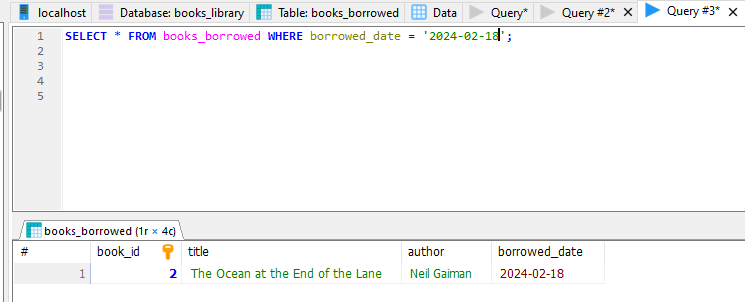 localhost Database: books_library Table: books_borrowed Data Query* Query #2* Query #3*
1 SELECT * FROM books_borrowed WHERE borrowed_date = '2024-02-18';
2
3
4
5
books_borrowed (1r × 4c)
# book_id title author borrowed_date
1 2 The Ocean at the End of the Lane Neil Gaiman 2024-02-18